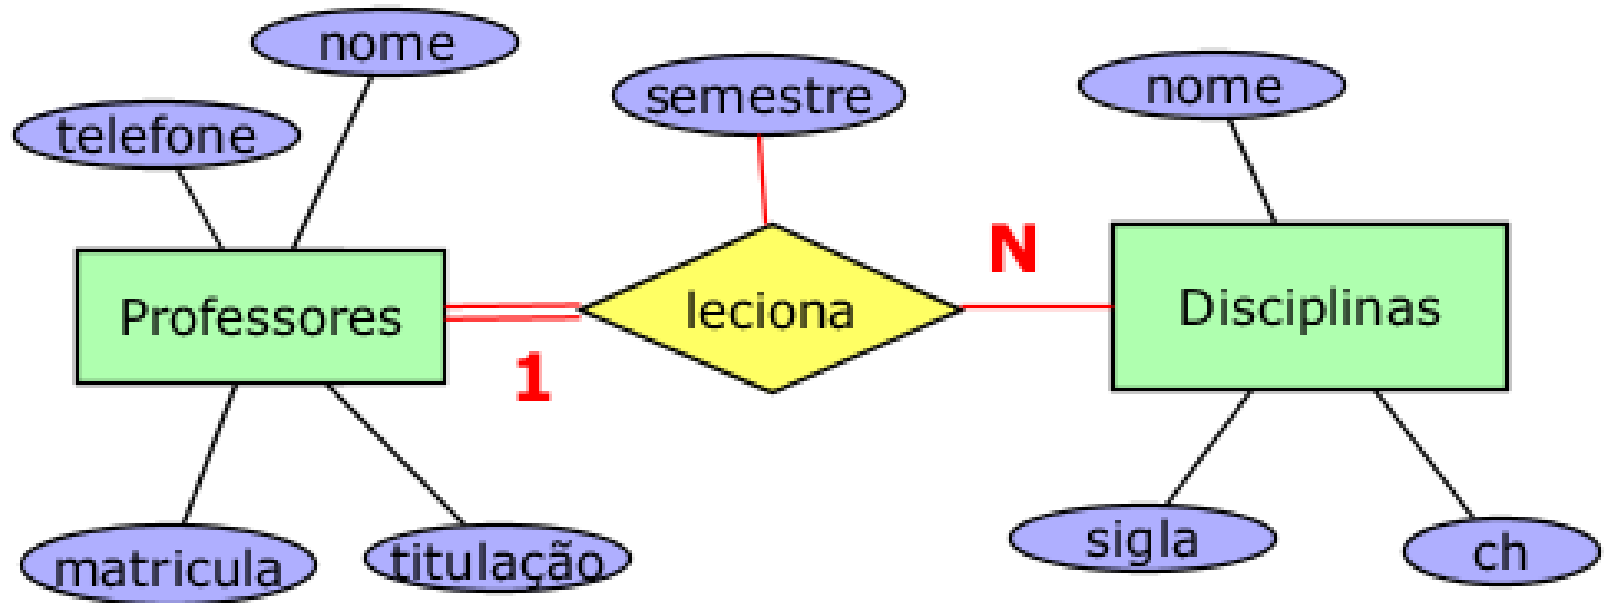 nome
telefone
semestre
nome
Professores
1
leciona
N
Disciplinas
matricula
titulação
sigla
ch